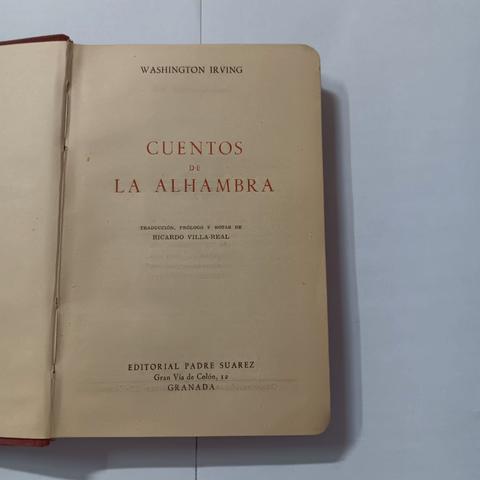 WASHINGTON IRVING
CUENTOS
DE
LA ALHAMBRA
TRADUCCIÓN, PRÓLOGO Y NOTAS DE
RICARDO VILLA-REAL
EDITORIAL PADRE SUAREZ
Gran Vía de Colón, 12
GRANADA